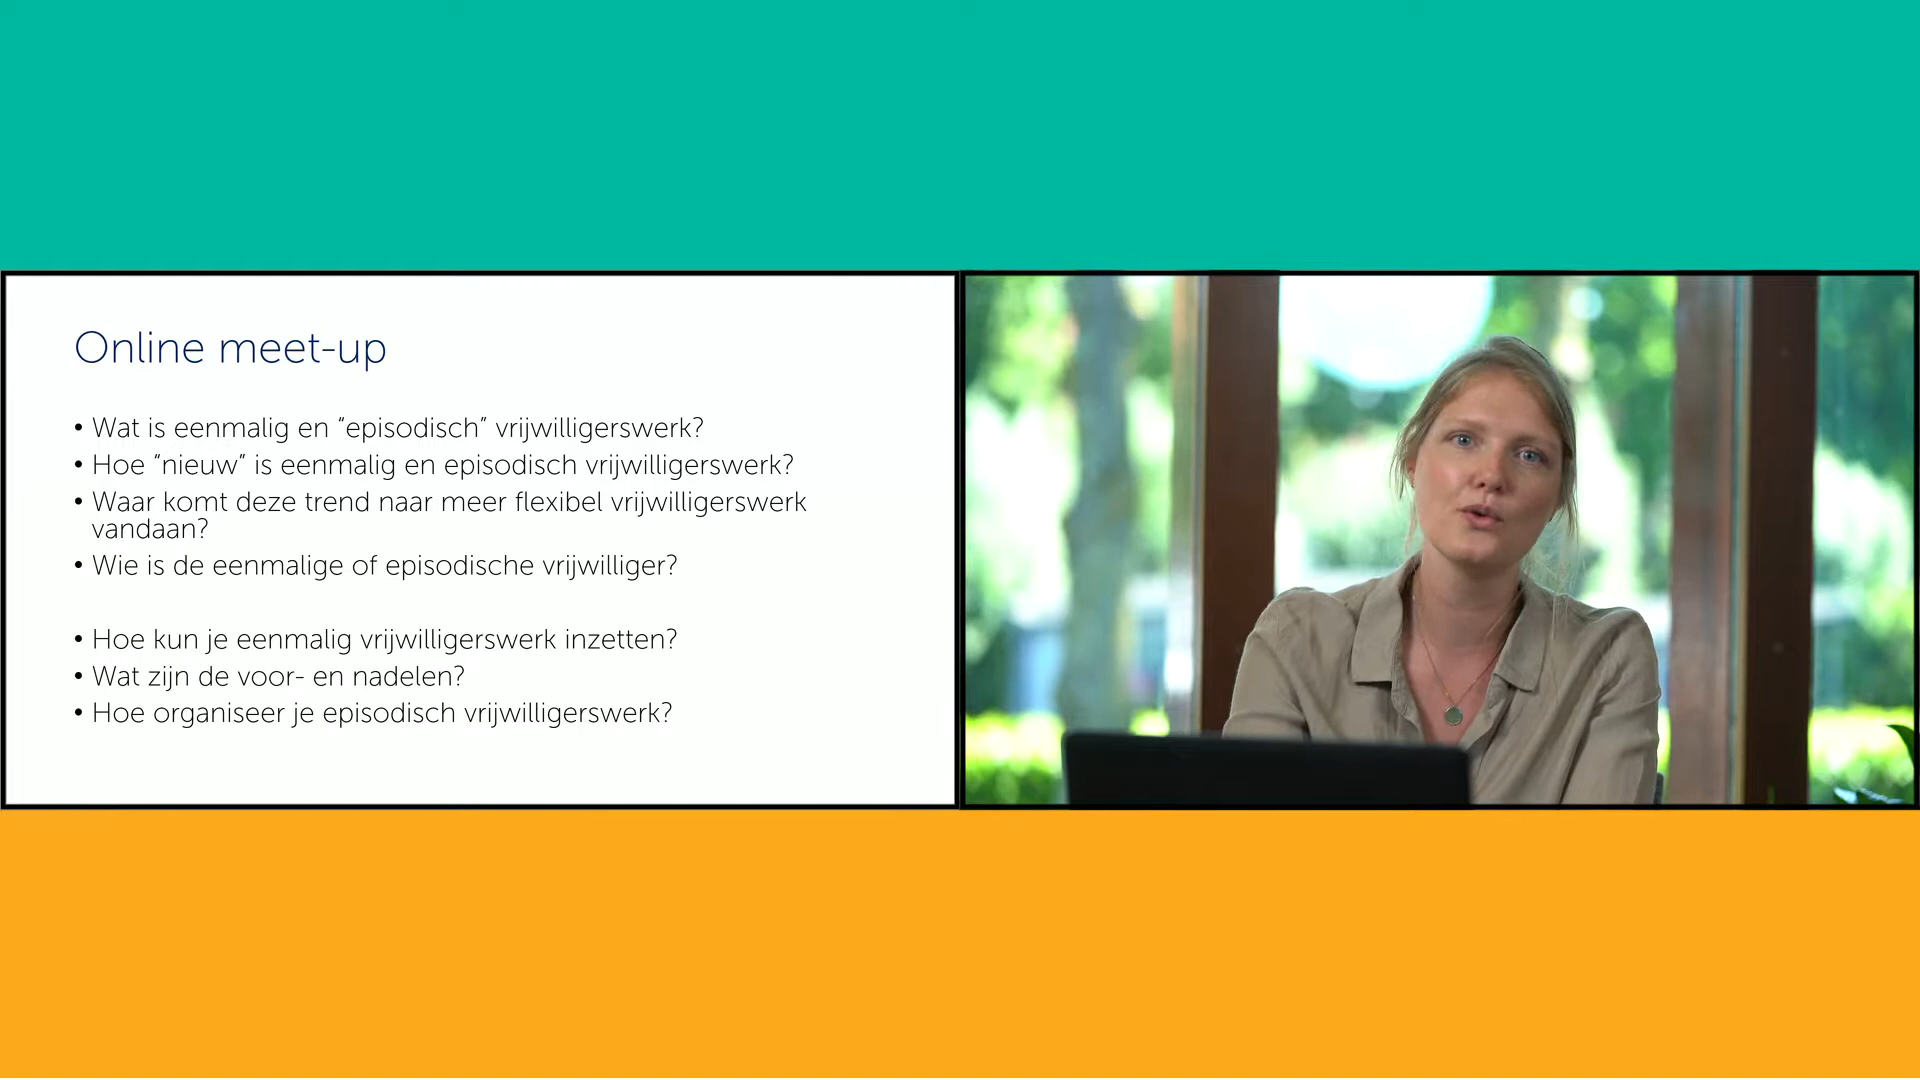 Online meet-up
• Wat is eenmalig en “episodisch” vrijwilligerswerk?
• Hoe “nieuw” is eenmalig en episodisch vrijwilligerswerk?
• Waar komt deze trend naar meer flexibel vrijwilligerswerk
vandaan?
• Wie is de eenmalige of episodische vrijwilliger?
• Hoe kun je eenmalig vrijwilligerswerk inzetten?
• Wat zijn de voor- en nadelen?
• Hoe organiseer je episodisch vrijwilligerswerk?